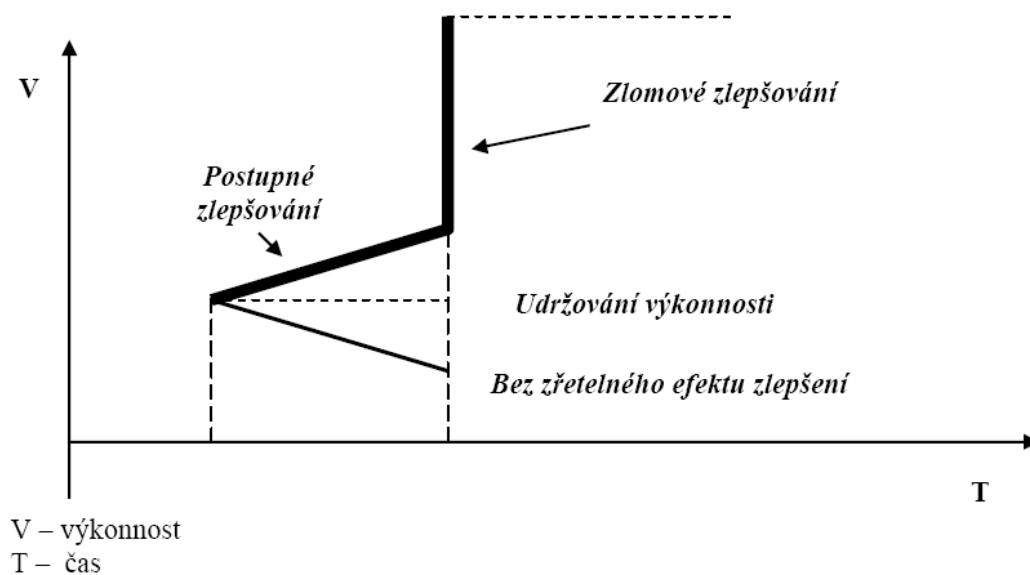 V
Zlomové zlepšování
Postupné
zlepšování
Udržování výkonnosti
Bez zřetelného efektu zlepšení
T
V – výkonnost
T – čas